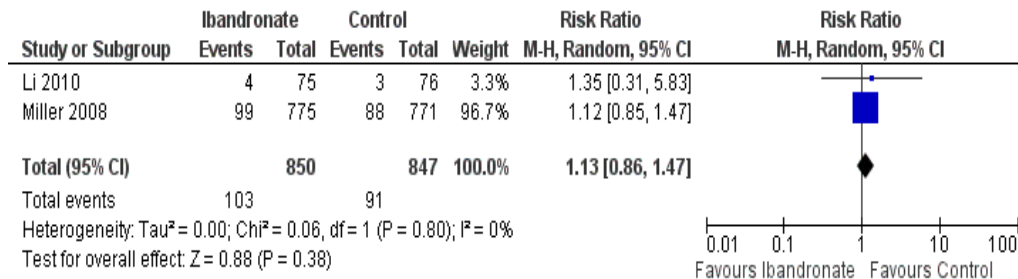 Ibandronate Control Risk Ratio Risk Ratio
Study or Subgroup Events Total Events Total Weight M-H, Random, 95% CI M-H, Random, 95% CI
Li 2010 4 75 3 76 3.3% 1.35 [0.31, 5.83]
Miller 2008 99 775 88 771 96.7% 1.12 [0.85, 1.47]
Total (95% CI) 850 847 100.0% 1.13 [0.86, 1.47]
Total events 103 91
Heterogeneity: Tau² = 0.00; Chi² = 0.06, df = 1 (P = 0.80); I² = 0%
Test for overall effect: Z = 0.88 (P = 0.38)
0.01 0.1 1 10 100
Favours Ibandronate Favours Control